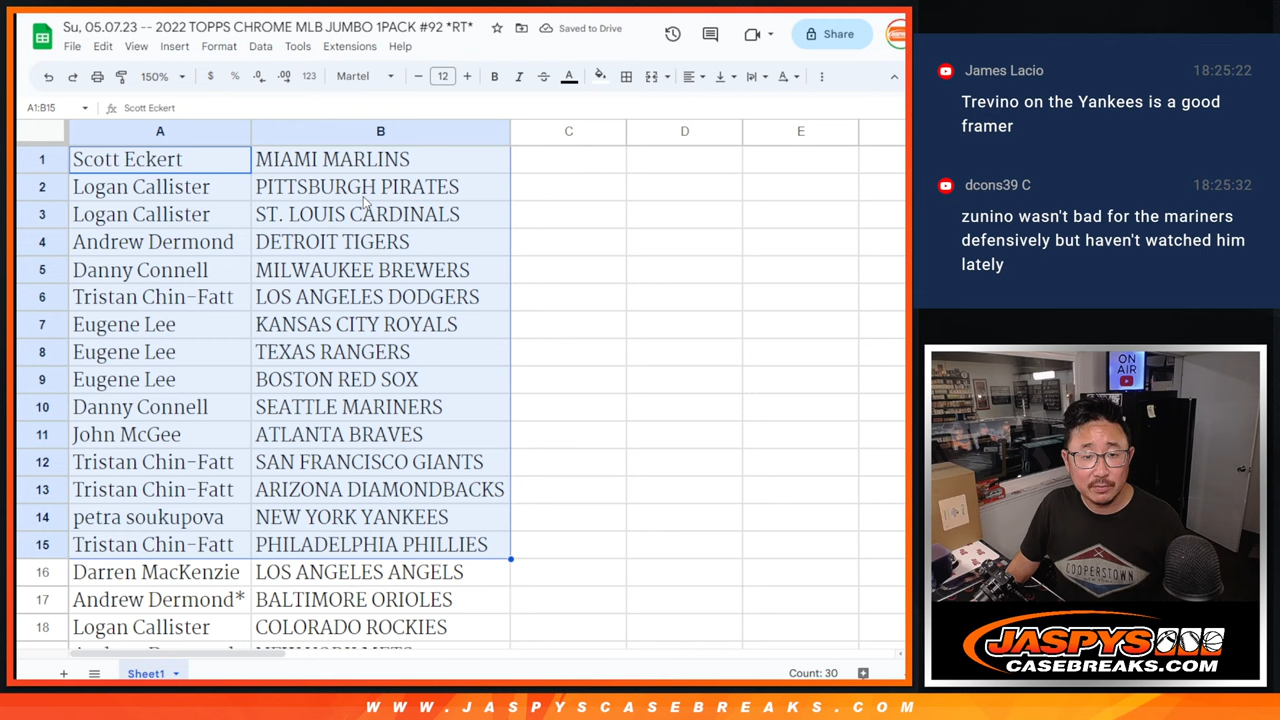 Su, 05.07.23 -- 2022 TOPPS CHROME MLB JUMBO 1PACK #92 *RT*
Saved to Drive
Share
File Edit View Insert Format Data Tools Extensions Help
150% $ % .0 .00 123 Martel 12 B I A
A1:B15 fx Scott Eckert
A B C D E
1 Scott Eckert MIAMI MARLINS
2 Logan Callister PITTSBURGH PIRATES
3 Logan Callister ST. LOUIS CARDINALS
4 Andrew Dermond DETROIT TIGERS
5 Danny Connell MILWAUKEE BREWERS
6 Tristan Chin-Fatt LOS ANGELES DODGERS
7 Eugene Lee KANSAS CITY ROYALS
8 Eugene Lee TEXAS RANGERS
9 Eugene Lee BOSTON RED SOX
10 Danny Connell SEATTLE MARINERS
11 John McGee ATLANTA BRAVES
12 Tristan Chin-Fatt SAN FRANCISCO GIANTS
13 Tristan Chin-Fatt ARIZONA DIAMONDBACKS
14 petra soukupova NEW YORK YANKEES
15 Tristan Chin-Fatt PHILADELPHIA PHILLIES
16 Darren MacKenzie LOS ANGELES ANGELS
17 Andrew Dermond* BALTIMORE ORIOLES
18 Logan Callister COLORADO ROCKIES
Sheet1
Count: 30
James Lacio 18:25:22
Trevino on the Yankees is a good
framer
dcons39 C 18:25:32
zunino wasn't bad for the mariners
defensively but haven't watched him
lately
ON
AIR
COOPERSTOWN
JASPYS
CASEBREAKS.COM
WWW.JASPYSCASEBREAKS.COM